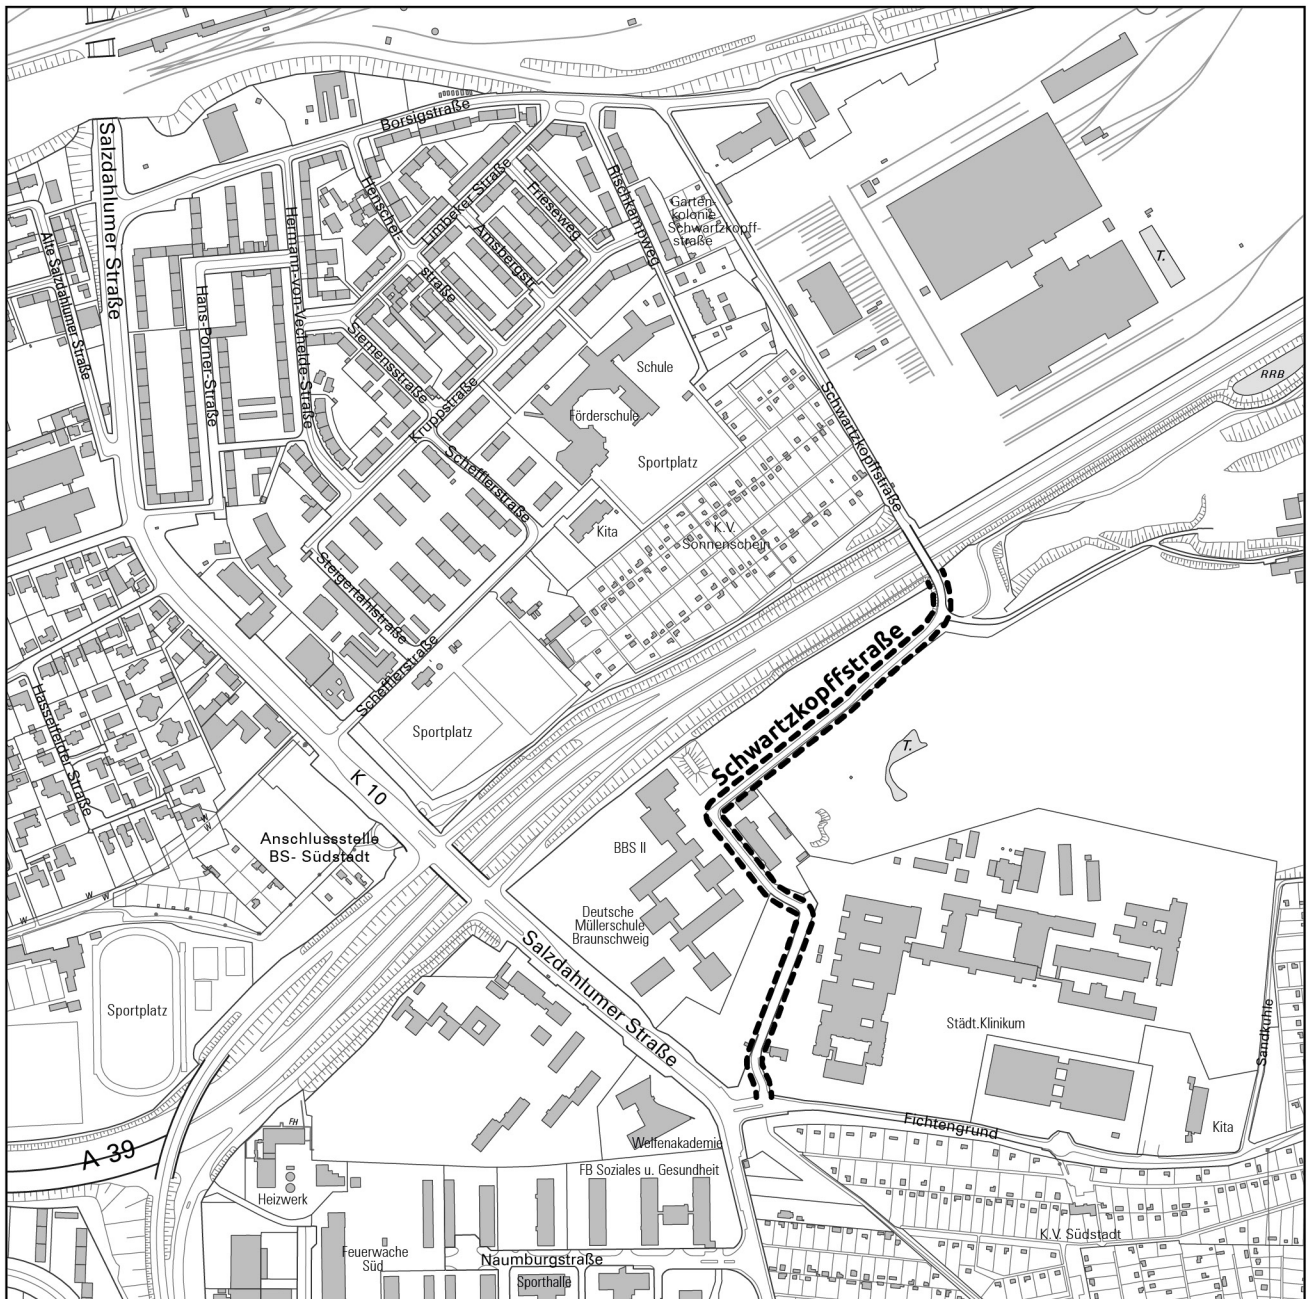 Borsigstraße
Salzdahlumer Straße
Alte Salzdahlumer Straße
Hermann-von-Vechelde-Straße
Hans-Porner-Straße
Henschel-
straße
Limbeker Straße
Frieseweg
Arnsbergstr.
Rischkampweg
Garten-
kolonie
Schwartzkopff-
straße
T.
RRB
Siemensstraße
Kruppstraße
Schule
Förderschule
Sportplatz
Schwartzkopffstraße
Schefflerstraße
Kita
K.V.
Sonnenschein
Steigertahlstraße
Schefflerstraße
Schwartzkopffstraße
Hasselfelder Straße
Sportplatz
T.
K 10
Anschlussstelle
BS- Südstadt
W
W
W
W
W
BBS II
Deutsche
Müllerschule
Braunschweig
Salzdahlumer Straße
Sportplatz
Städt.Klinikum
Sandkuhle
A 39
FH
Welfenakademie
Fichtengrund
Kita
FB Soziales u. Gesundheit
Heizwerk
K.V. Südstadt
Feuerwache
Süd
Naumburgstraße
Sporthalle